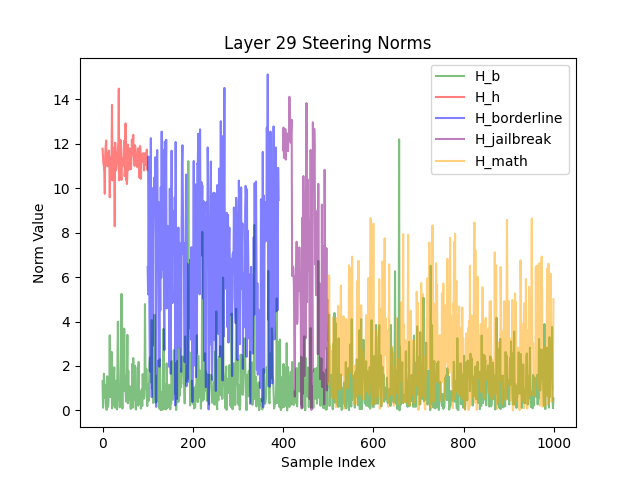 Layer 29 Steering Norms
H_b
H_h
H_borderline
H_jailbreak
H_math
Norm Value
14
12
10
8
6
4
2
0
0 200 400 600 800 1000
Sample Index